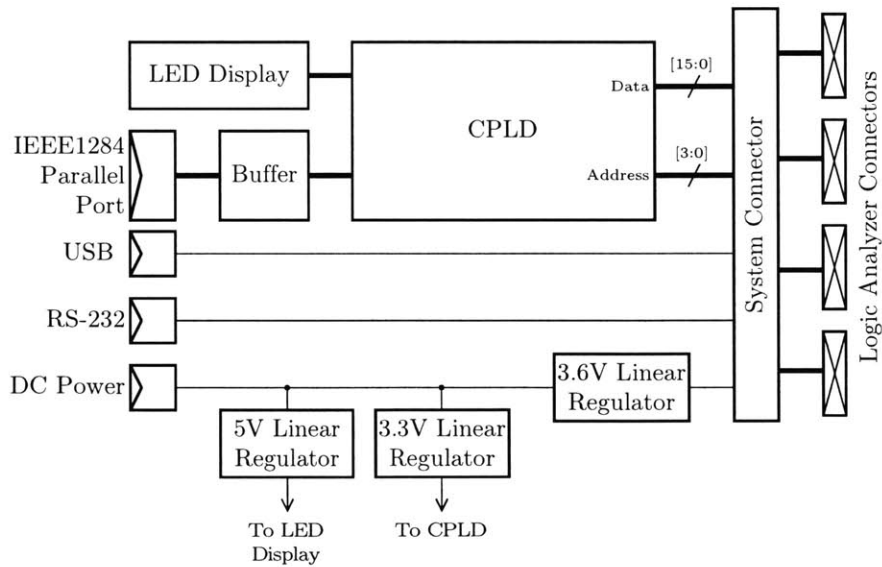 LED Display
CPLD
Data
[15:0]
Address
[3:0]
IEEE1284
Parallel
Port
Buffer
USB
RS-232
DC Power
5V Linear
Regulator
3.3V Linear
Regulator
3.6V Linear
Regulator
To LED
Display
To CPLD
System Connector
Logic Analyzer Connectors